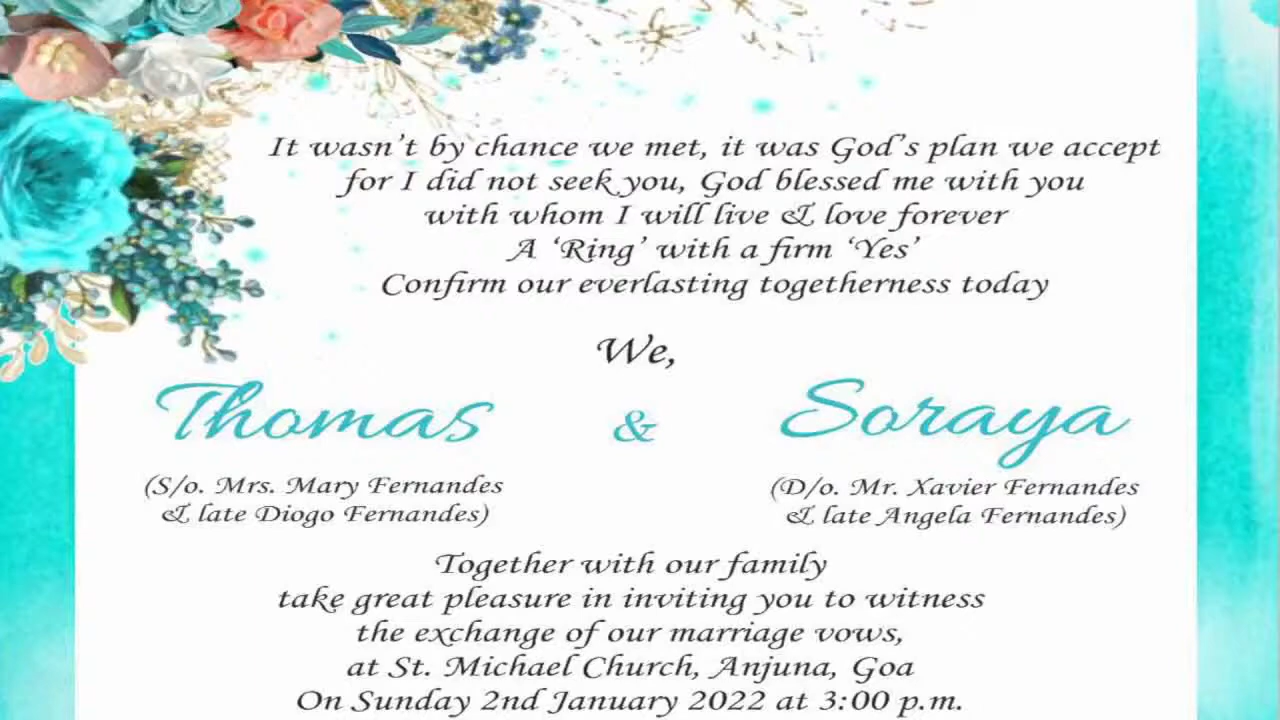 It wasn't by chance we met, it was God's plan we accept
for I did not seek you, God blessed me with you
with whom I will live & love forever
A 'Ring' with a firm 'Yes'
Confirm our everlasting togetherness today
We,
Thomas & Soraya
(S/o. Mrs. Mary Fernandes (D/o. Mr. Xavier Fernandes
& late Diogo Fernandes) & late Angela Fernandes)
Together with our family
take great pleasure in inviting you to witness
the exchange of our marriage vows,
at St. Michael Church, Anjuna, Goa
On Sunday 2nd January 2022 at 3:00 p.m.